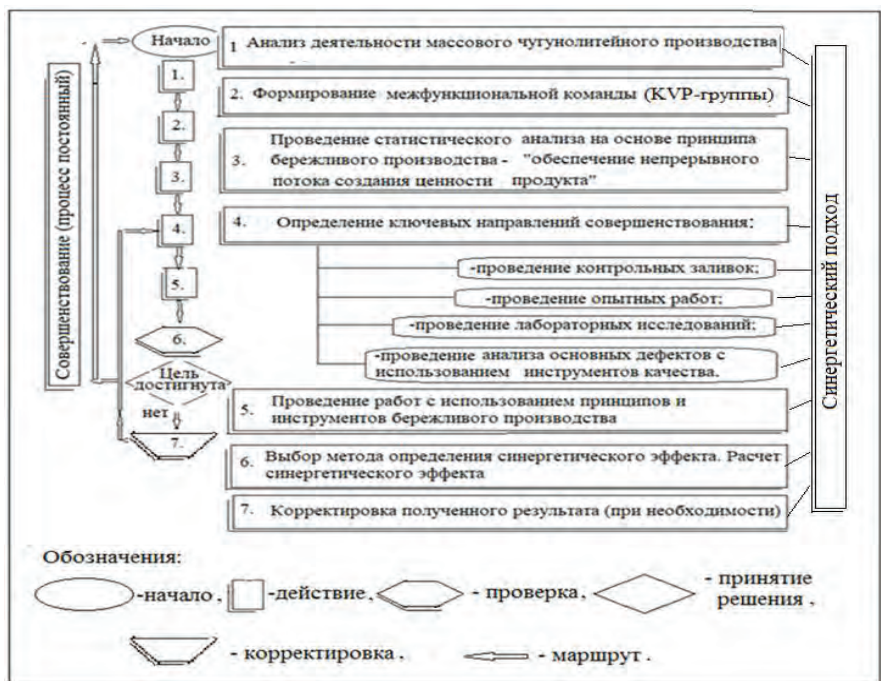 Начало
1 Анализ деятельности массового чугунолитейного производства
1.
2. Формирование межфункциональной команды (KVP-группы)
2.
Проведение статистического анализа на основе принципа
3. бережливого производства - "обеспечение непрерывного
потока создания ценности продукта"
3.
4. Определение ключевых направлений совершенствования:
4.
-проведение контрольных заливок;
-проведение опытных работ;
-проведение лабораторных исследований;
-проведение анализа основных дефектов с
использованием инструментов качества.
5.
6.
Цель
достигнута
нет
7.
5. Проведение работ с использованием принципов и
инструментов бережливого производства
6. Выбор метода определения синергетического эффекта. Расчет
синергетического эффекта
7. Корректировка полученного результата (при необходимости)
Совершенствование (процесс постоянный)
Синергетический подход
Обозначения:
-начало, -действие, - проверка, - принятие
решения,
- корректировка, - маршрут.